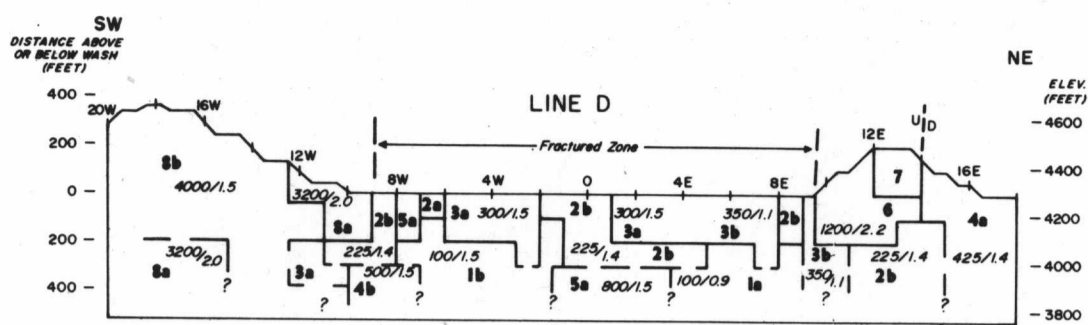 SW
DISTANCE ABOVE
OR BELOW WASH
(FEET)
NE
ELEV.
(FEET)
LINE D
Fractured Zone
U D
400
200
0
200
400
4600
4400
4200
4000
3800
20W
16W
12W
8W
4W
0
4E
8E
12E
16E
8b
4000/1.5
3200/2.0
8a
2b
5a
2a
3a
300/1.5
2b
300/1.5
350/1.1
2b
7
6
4a
3a
3b
1200/2.2
3200/2.0
8a
225/1.4
100/1.5
225/1.4
2b
3b
225/1.4
425/1.4
3a
500/1.5
4b
1b
5a
800/1.5
100/0.9
1a
350/1.1
2b
?
?
?
?
?
?
?
?